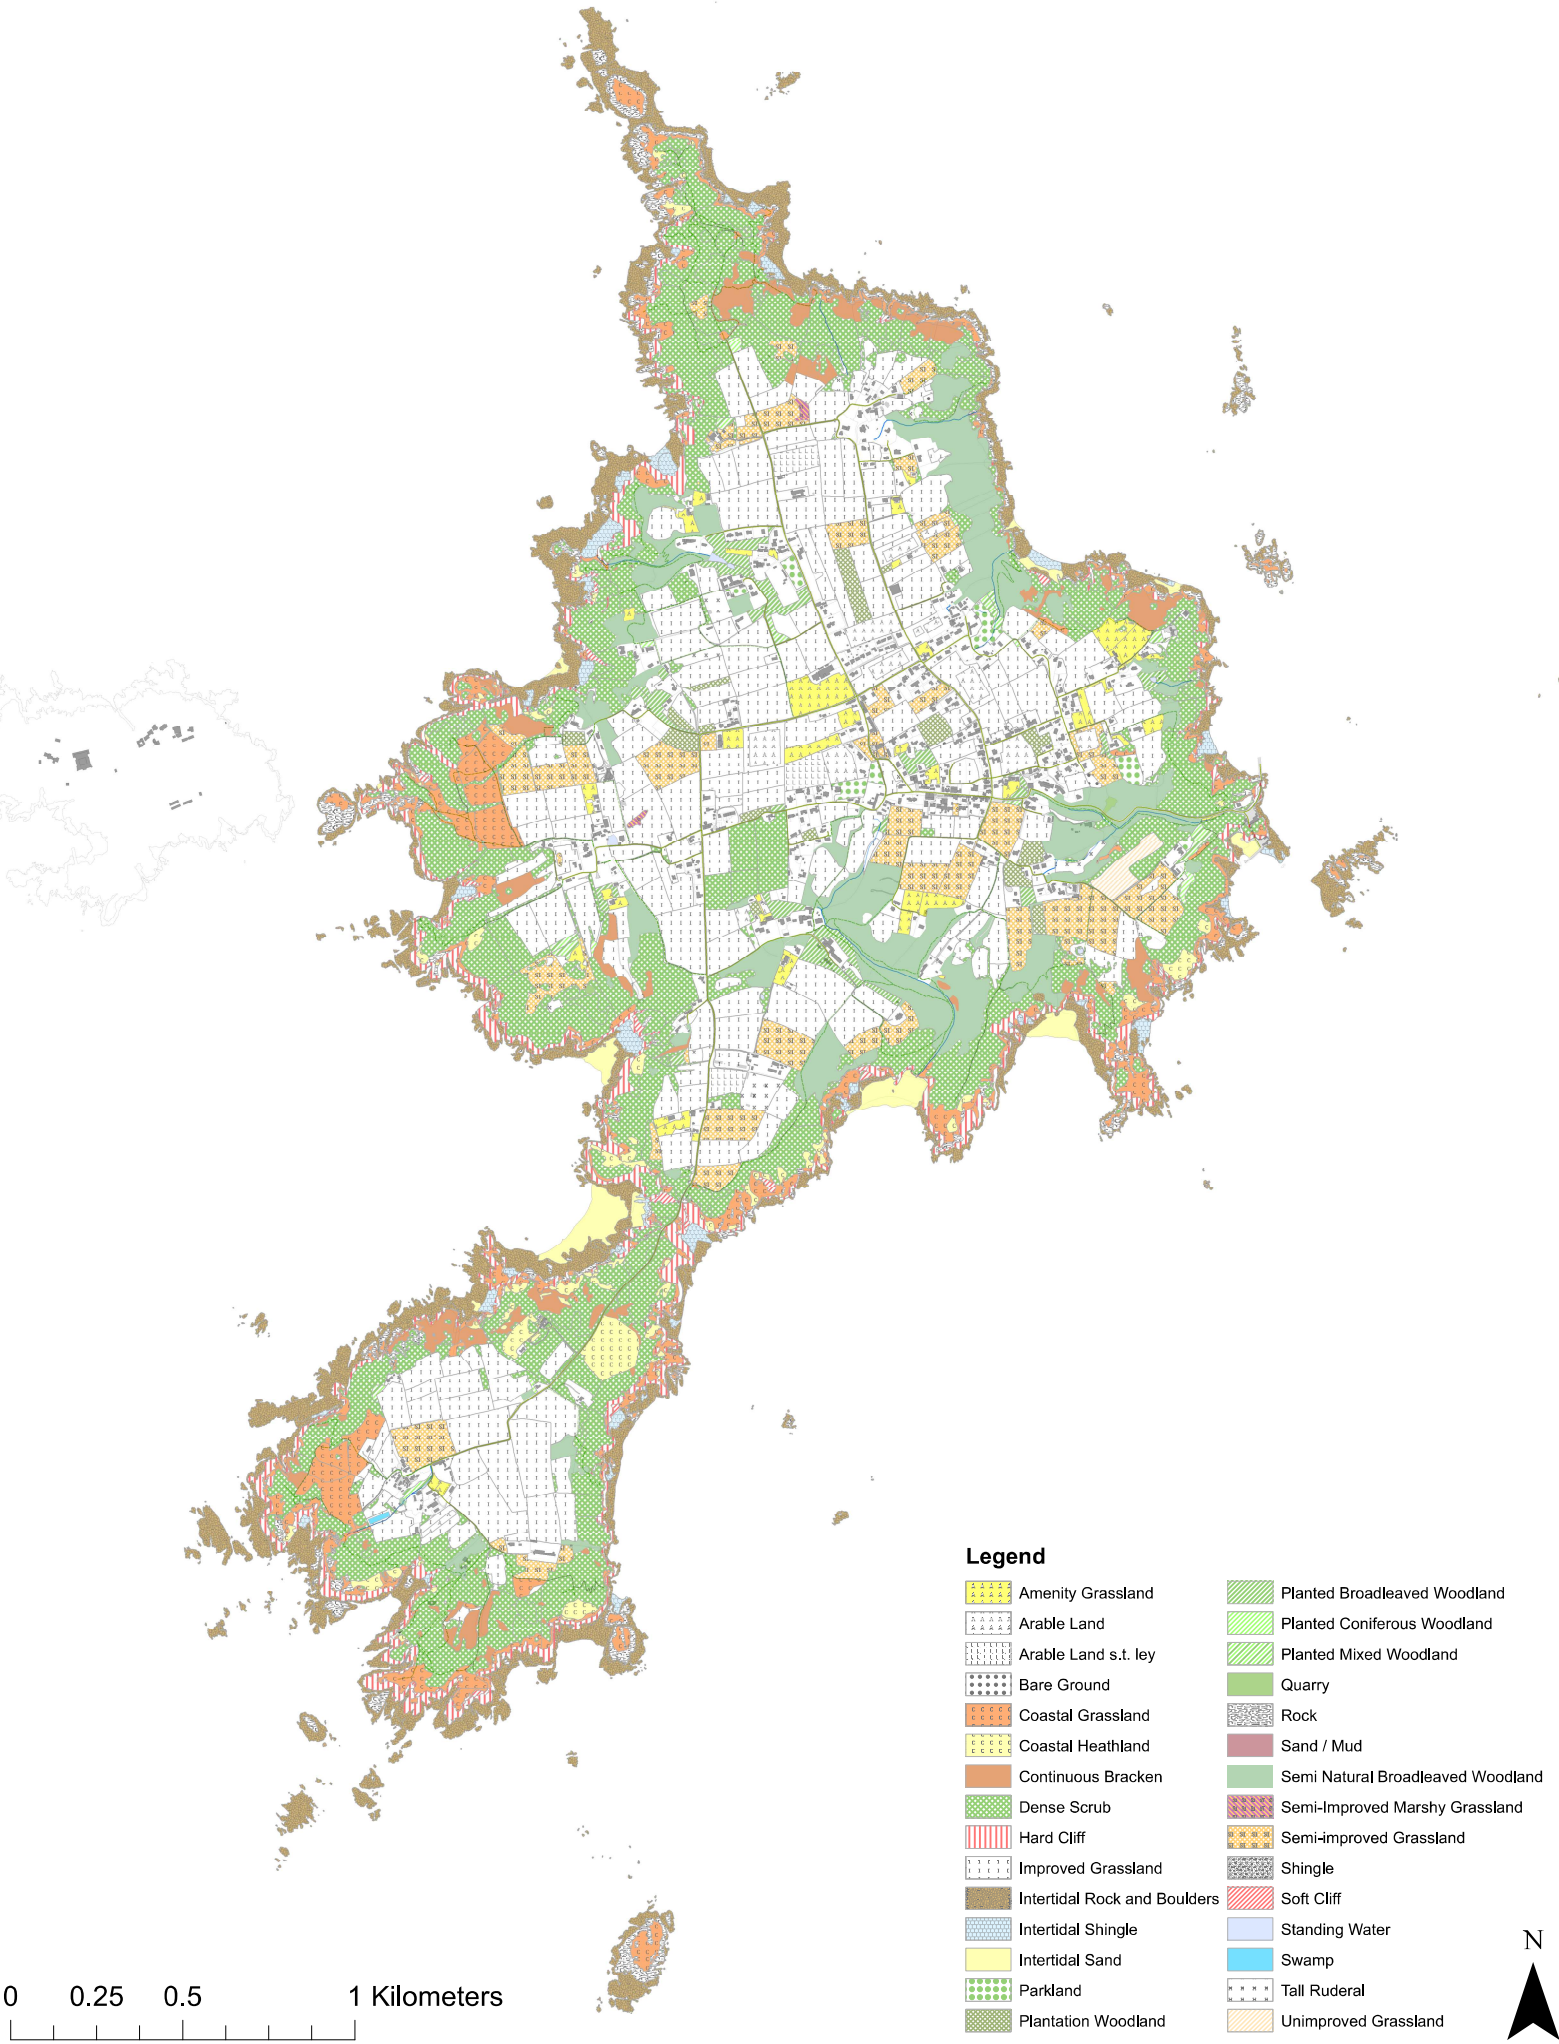 Legend
Amenity Grassland
Arable Land
Arable Land s.t. ley
Bare Ground
Coastal Grassland
Coastal Heathland
Continuous Bracken
Dense Scrub
Hard Cliff
Improved Grassland
Intertidal Rock and Boulders
Intertidal Shingle
Intertidal Sand
Parkland
Plantation Woodland
Planted Broadleaved Woodland
Planted Coniferous Woodland
Planted Mixed Woodland
Quarry
Rock
Sand / Mud
Semi Natural Broadleaved Woodland
Semi-Improved Marshy Grassland
Semi-improved Grassland
Shingle
Soft Cliff
Standing Water
Swamp
Tall Ruderal
Unimproved Grassland
N
0 0.25 0.5 1 Kilometers